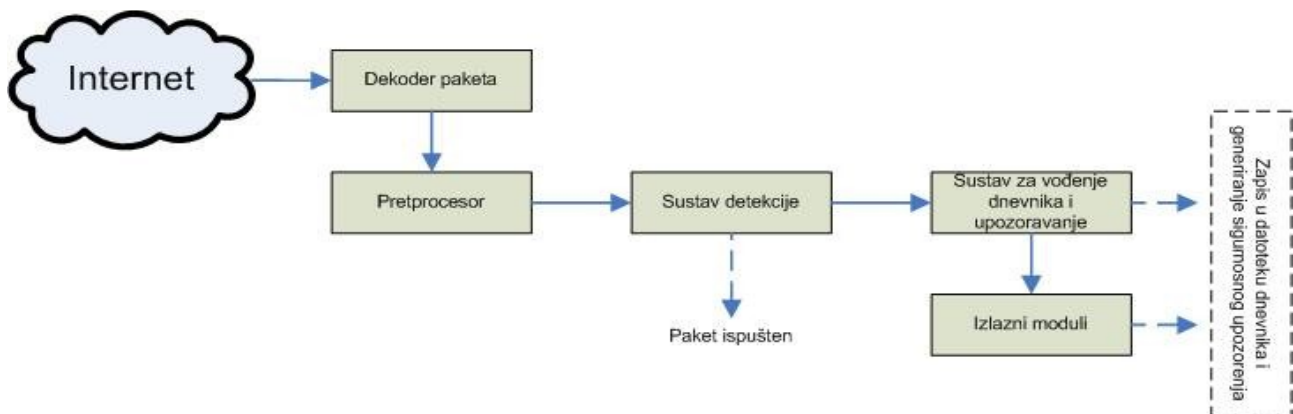 Internet
Dekoder paketa
Pretprocesor
Sustav detekcije
Sustav za vođenje
dnevnika i
upozoravanje
Paket ispušten
Izlazni moduli
Zapis u datoteku dnevnika i
generiranje sigurnosnog upozorenja